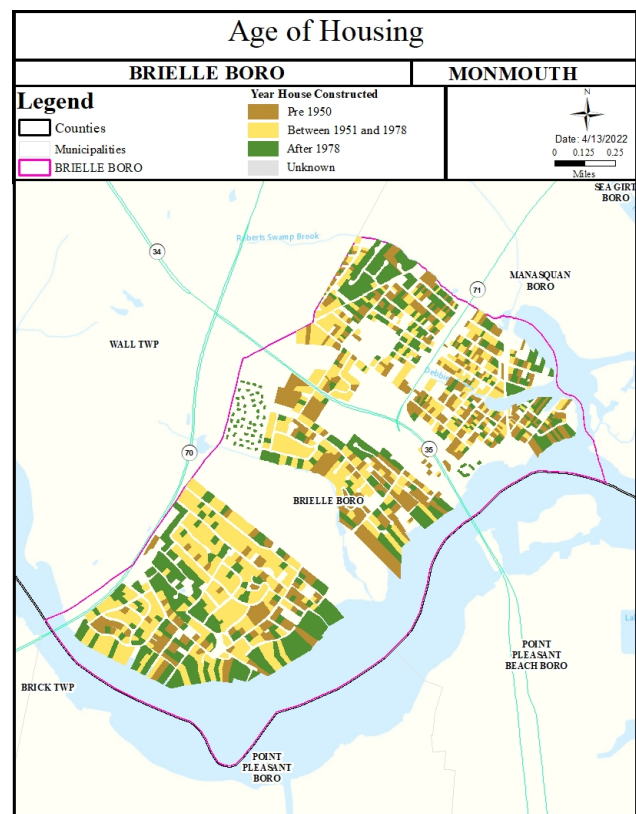 Age of Housing
BRIELLE BORO
MONMOUTH
Legend
Counties
Municipalities
BRIELLE BORO
Year House Constructed
Pre 1950
Between 1951 and 1978
After 1978
Unknown
N
Date: 4/13/2022
0 0.125 0.25
Miles
SEA GIRT
BORO
Roberts Swamp Brook
34
MANASQUAN
BORO
71
WALL TWP
70
35
BRIELLE BORO
POINT
PLEASANT
BEACH BORO
BRICK TWP
POINT
PLEASANT
BORO